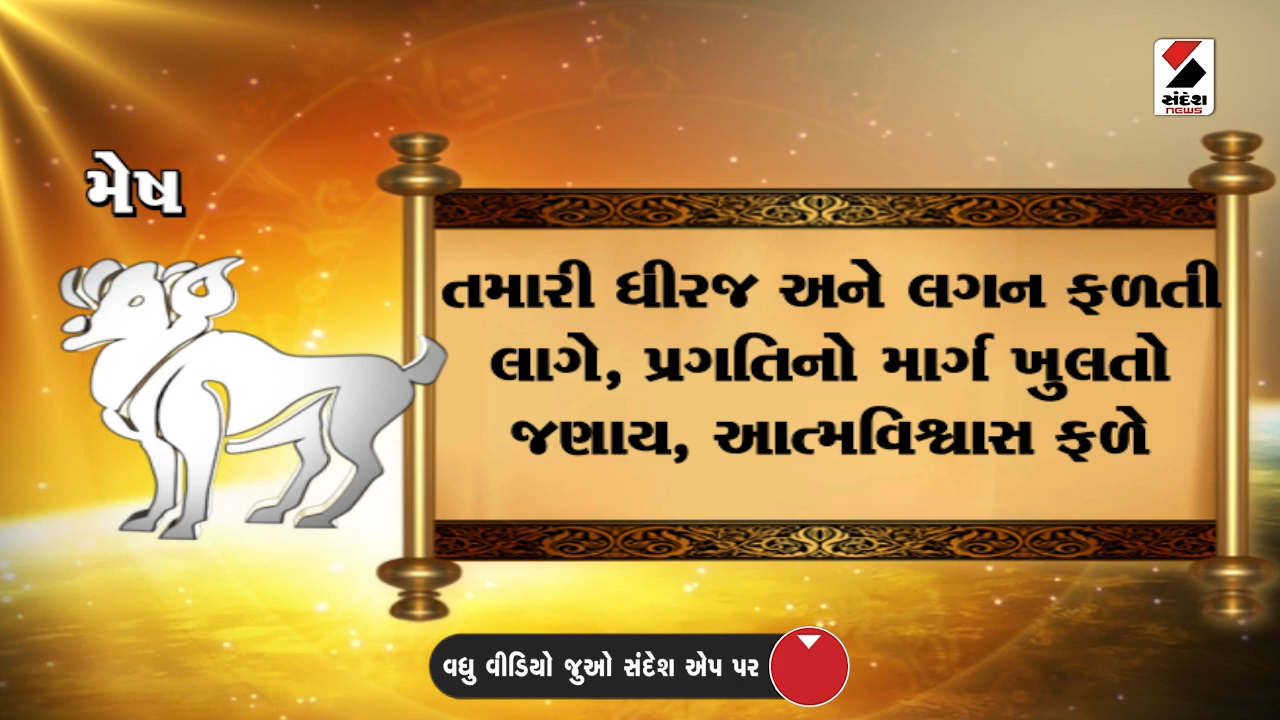 સંદેશ
NEWS
મેષ
તમારી ધીરજ અને લગન ફળતી
લાગે, પ્રગતિનો માર્ગ ખુલતો
જણાય, આત્મવિશ્વાસ ફળે
વધુ વીડિયો જુઓ સંદેશ એપ પર